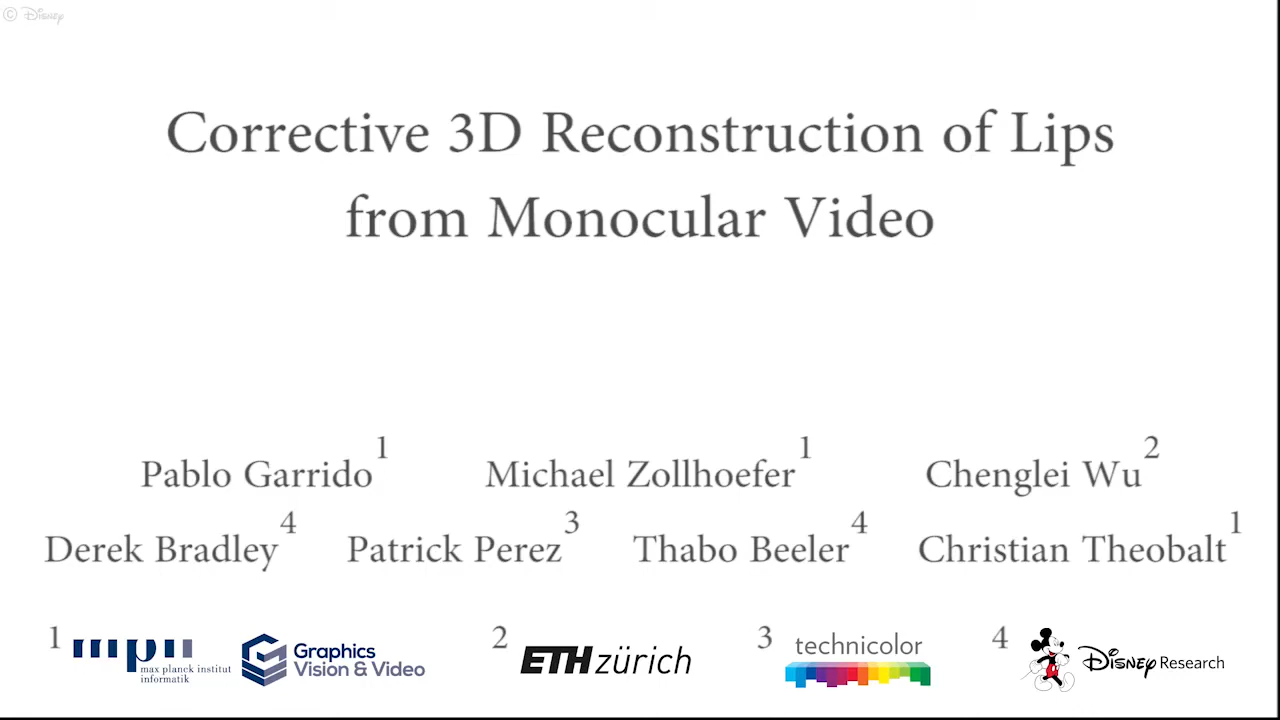 © Disney
Corrective 3D Reconstruction of Lips
from Monocular Video
Pablo Garrido1 Michael Zollhoefer1 Chenglei Wu2
Derek Bradley4 Patrick Perez3 Thabo Beeler4 Christian Theobalt1
1 mpii max planck institut informatik Graphics Vision & Video 2 ETH zürich 3 technicolor 4 Disney Research